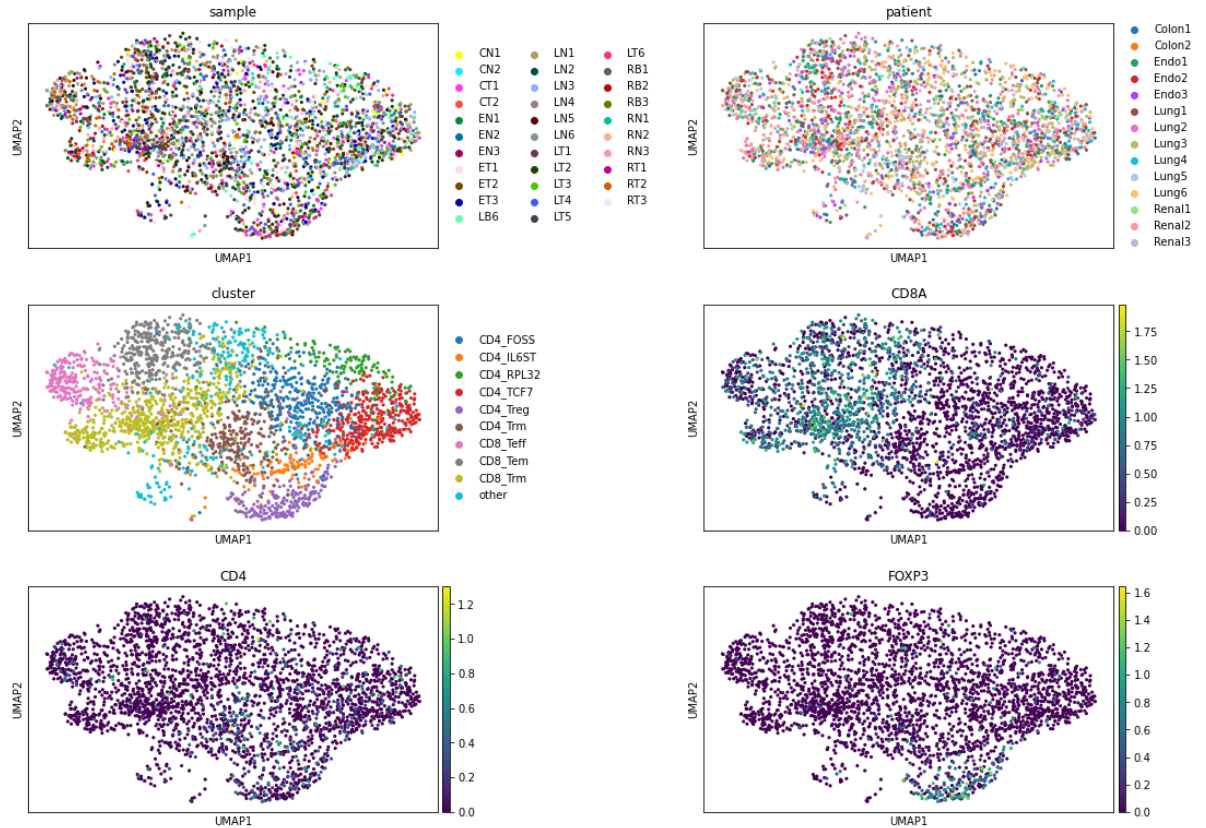 sample
UMAP2
UMAP1
CN1
CN2
CT1
CT2
EN1
EN2
EN3
ET1
ET2
ET3
LB6
LN1
LN2
LN3
LN4
LN5
LN6
LT1
LT2
LT3
LT4
LT5
LT6
RB1
RB2
RB3
RN1
RN2
RN3
RT1
RT2
RT3
patient
UMAP2
UMAP1
Colon1
Colon2
Endo1
Endo2
Endo3
Lung1
Lung2
Lung3
Lung4
Lung5
Lung6
Renal1
Renal2
Renal3
cluster
UMAP2
UMAP1
CD4_FOSS
CD4_IL6ST
CD4_RPL32
CD4_TCF7
CD4_Treg
CD4_Trm
CD8_Teff
CD8_Tem
CD8_Trm
other
CD8A
UMAP2
UMAP1
1.75
1.50
1.25
1.00
0.75
0.50
0.25
0.00
CD4
UMAP2
UMAP1
1.2
1.0
0.8
0.6
0.4
0.2
0.0
FOXP3
UMAP2
UMAP1
1.6
1.4
1.2
1.0
0.8
0.6
0.4
0.2
0.0